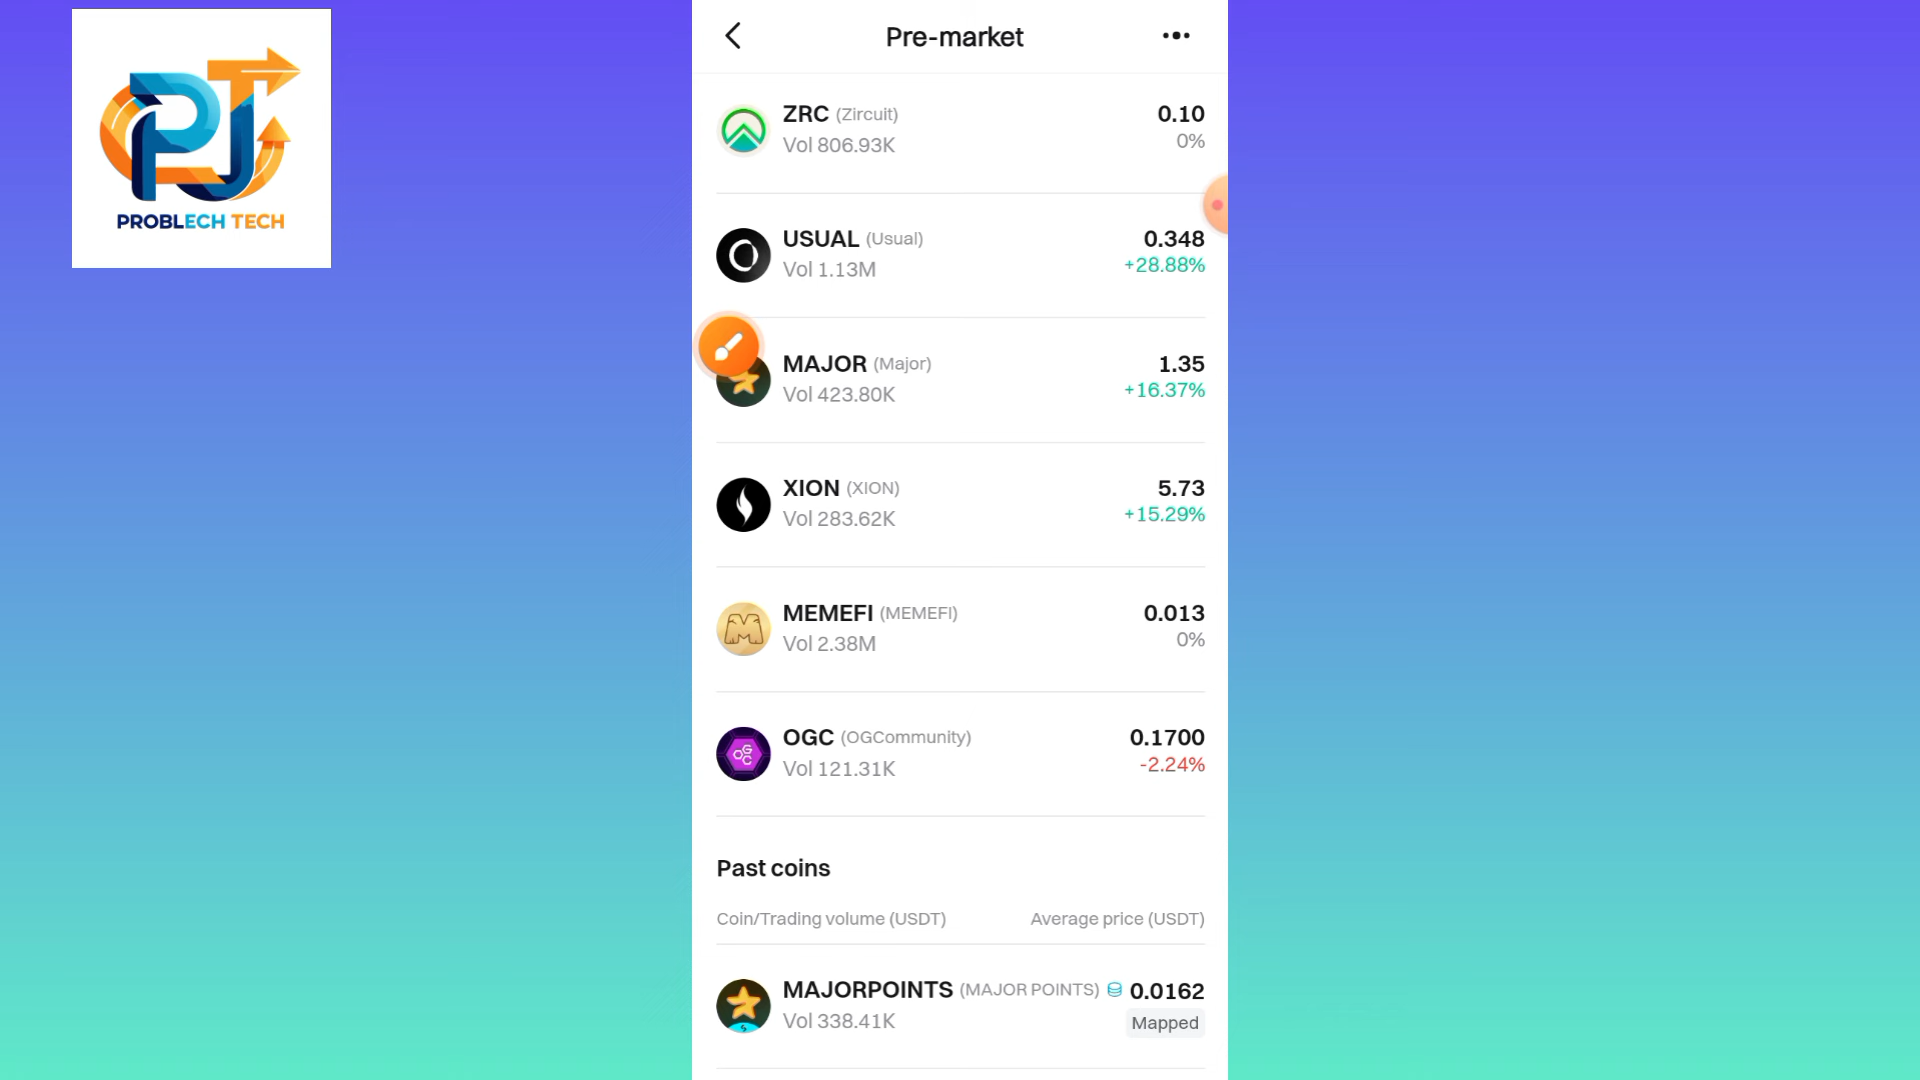 PJ
PROBLECH TECH
Pre-market
ZRC (Zircuit) 0.10
Vol 806.93K 0%
USUAL (Usual) 0.348
Vol 1.13M +28.88%
MAJOR (Major) 1.35
Vol 423.80K +16.37%
XION (XION) 5.73
Vol 283.62K +15.29%
MEMEFI (MEMEFI) 0.013
Vol 2.38M 0%
OGC (OGCommunity) 0.1700
Vol 121.31K -2.24%
Past coins
Coin/Trading volume (USDT) Average price (USDT)
MAJORPOINTS (MAJOR POINTS) 0.0162
Vol 338.41K Mapped